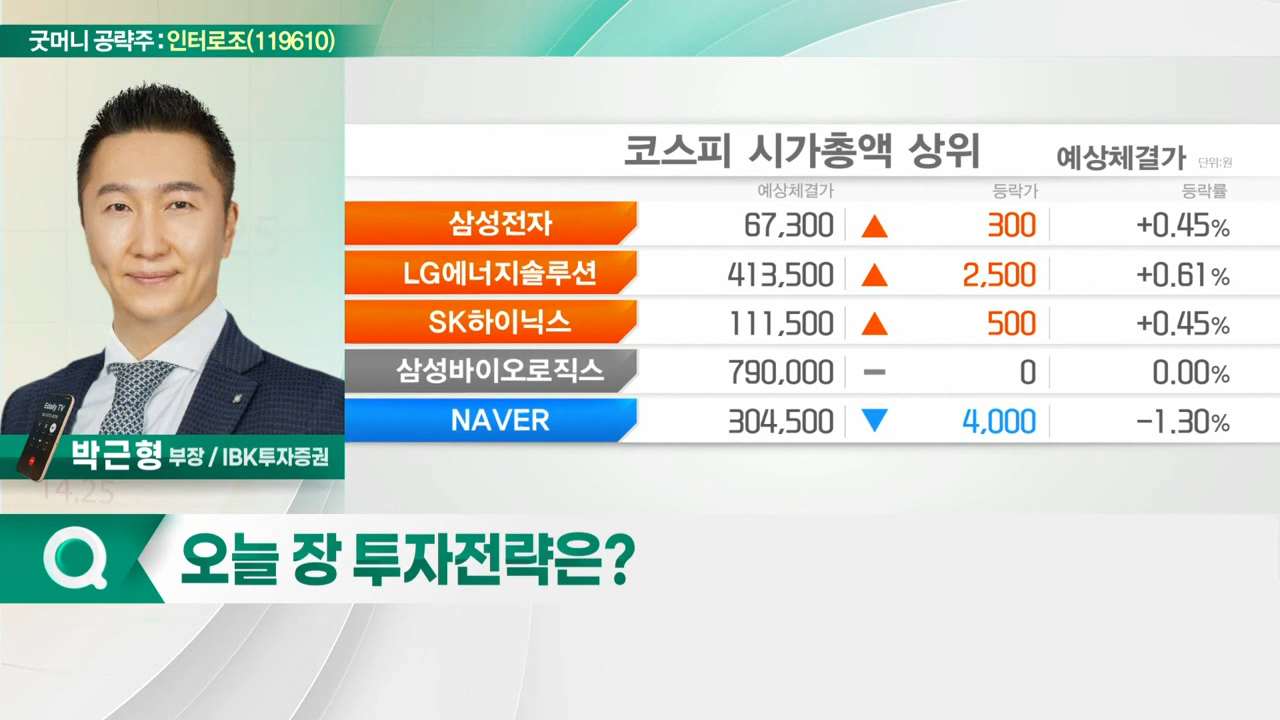 굿머니 공략주 : 인터로조(119610)
코스피 시가총액 상위 예상체결가 단위:원
예상체결가 등락가 등락률
삼성전자 67,300 ▲ 300 +0.45%
LG에너지솔루션 413,500 ▲ 2,500 +0.61%
SK하이닉스 111,500 ▲ 500 +0.45%
삼성바이오로직스 790,000 - 0 0.00%
NAVER 304,500 ▼ 4,000 -1.30%
Edaily TV
박근형 부장 / IBK투자증권
14.25
Q 오늘 장 투자전략은?